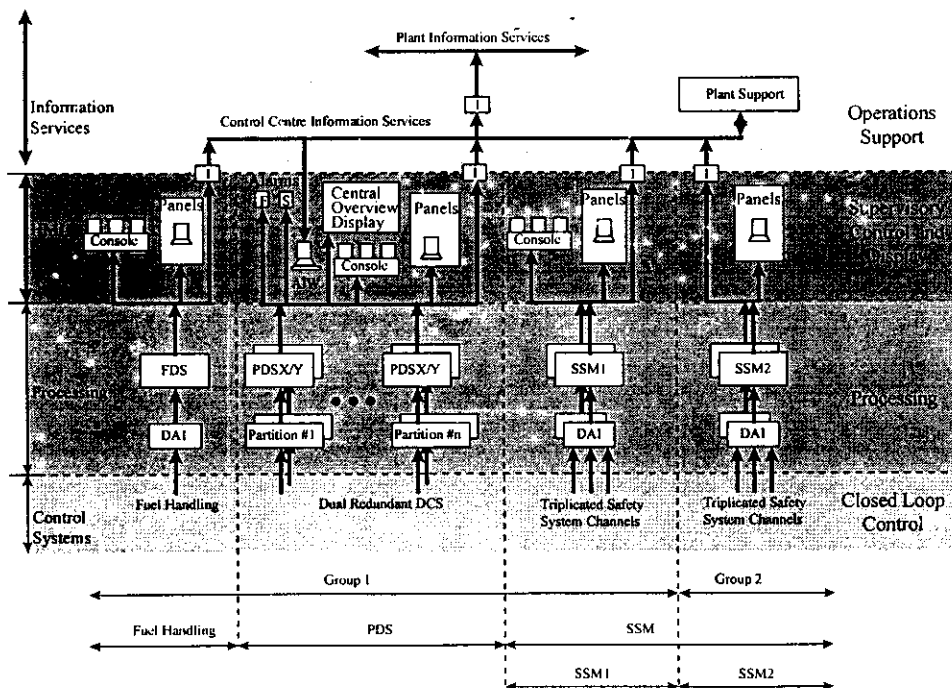 Plant Information Services
I
Plant Support
Information
Services
Control Centre Information Services
Operations
Support
I
I
I
I
Alarms
F
S
Panels
Console
Central
Overview
Display
Console
Panels
Console
Panels
Panels
Supervisory
Control and
Displays
FDS
PDSX/Y
PDSX/Y
SSM1
SSM2
Processing
Processing
DAI
Partition #1
Partition #n
DAI
DAI
Fuel Handling
Dual Redundant DCS
Triplicated Safety
System Channels
Triplicated Safety
System Channels
Control
Systems
Closed Loop
Control
Group 1
Group 2
Fuel Handling
PDS
SSM
SSM1
SSM2